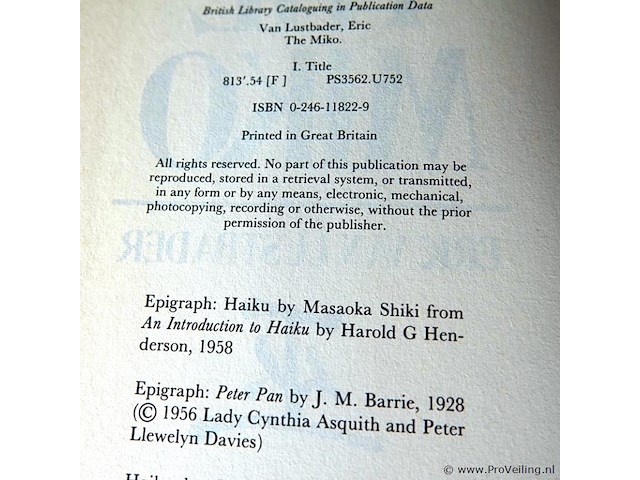 British Library Cataloguing in Publication Data
Van Lustbader, Eric
The Miko.
I. Title
813'.54 [F ] PS3562.U752
ISBN 0-246-11822-9
Printed in Great Britain
All rights reserved. No part of this publication may be
reproduced, stored in a retrieval system, or transmitted,
in any form or by any means, electronic, mechanical,
photocopying, recording or otherwise, without the prior
permission of the publisher.
Epigraph: Haiku by Masaoka Shiki from
An Introduction to Haiku by Harold G Hen-
derson, 1958
Epigraph: Peter Pan by J. M. Barrie, 1928
(© 1956 Lady Cynthia Asquith and Peter
Llewelyn Davies)
© www.ProVeiling.nl